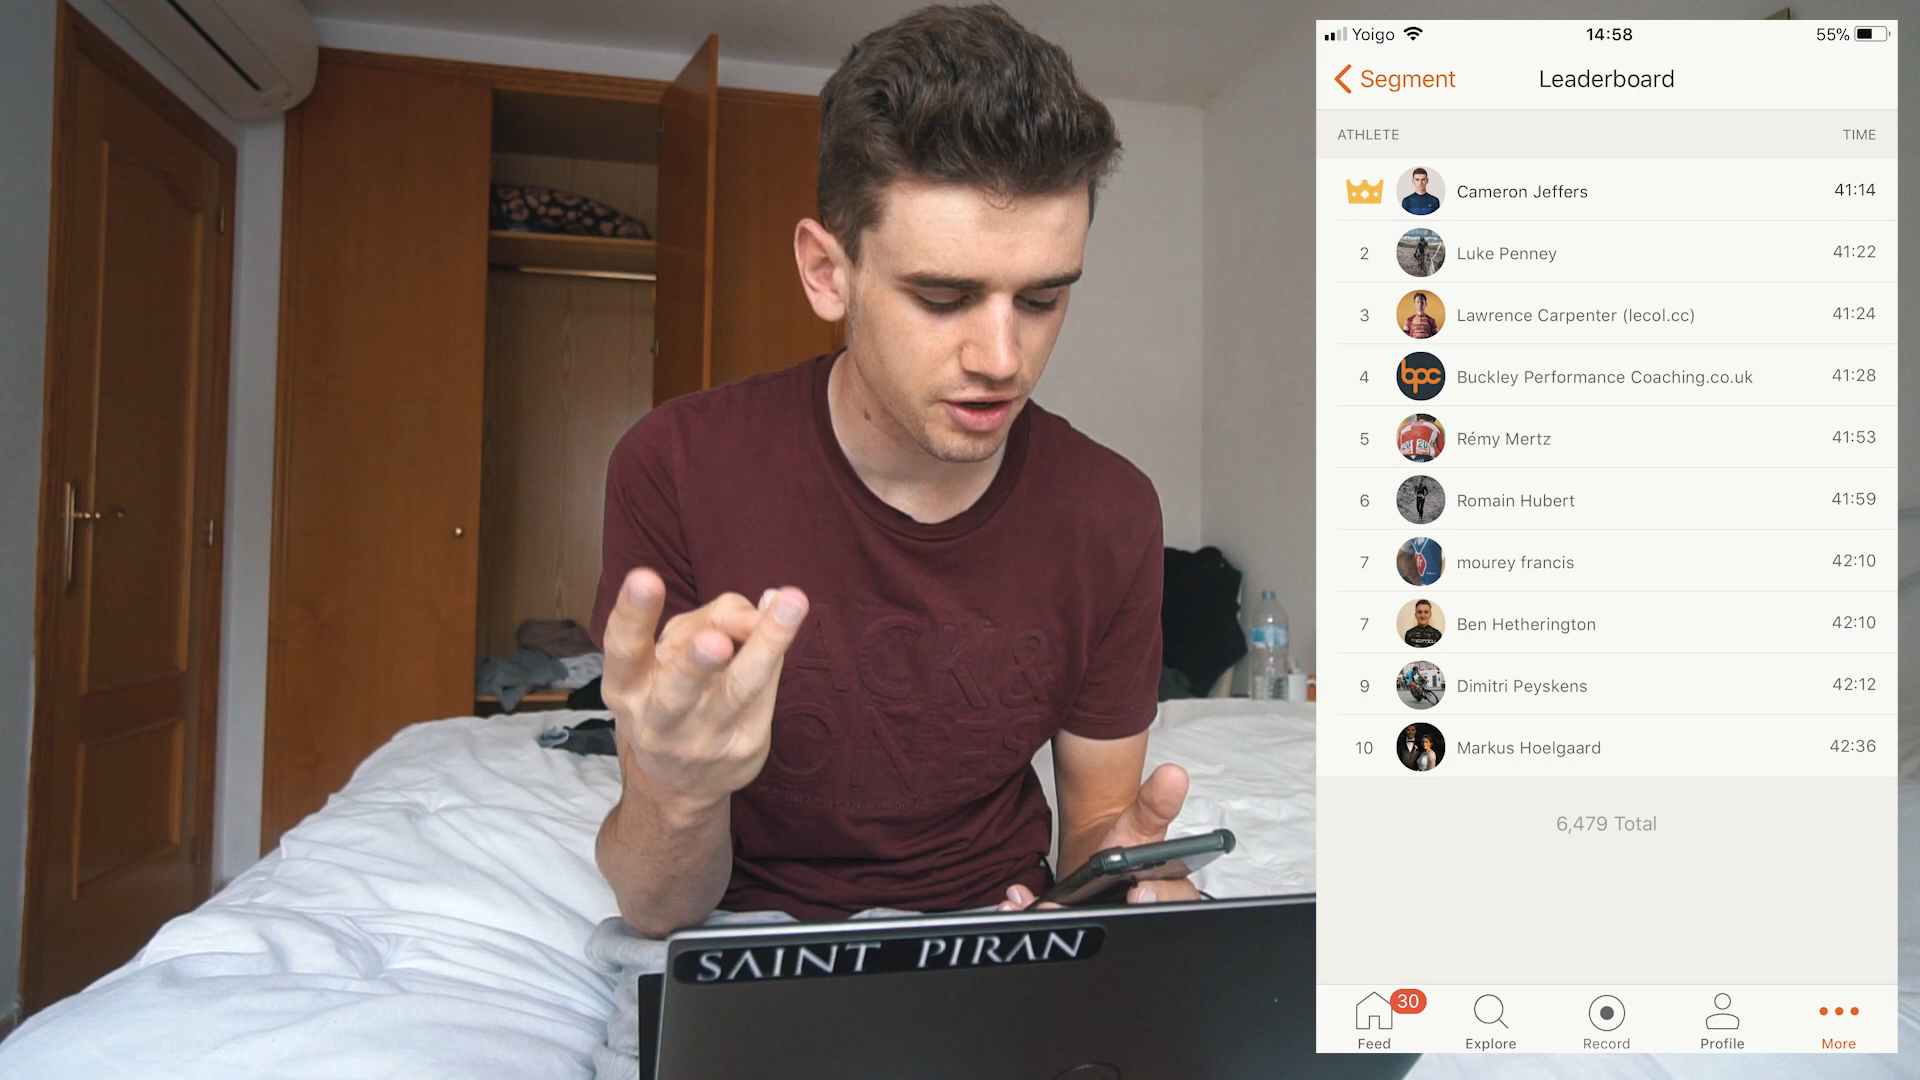 Yoigo 14:58 55%
Segment Leaderboard
ATHLETE TIME
Cameron Jeffers 41:14
2 Luke Penney 41:22
3 Lawrence Carpenter (lecol.cc) 41:24
4 bpc Buckley Performance Coaching.co.uk 41:28
5 Rémy Mertz 41:53
6 Romain Hubert 41:59
7 mourey francis 42:10
7 Ben Hetherington 42:10
9 Dimitri Peyskens 42:12
10 Markus Hoelgaard 42:36
6,479 Total
30
Feed Explore Record Profile More
JACK &
JONES
SAINT PIRAN